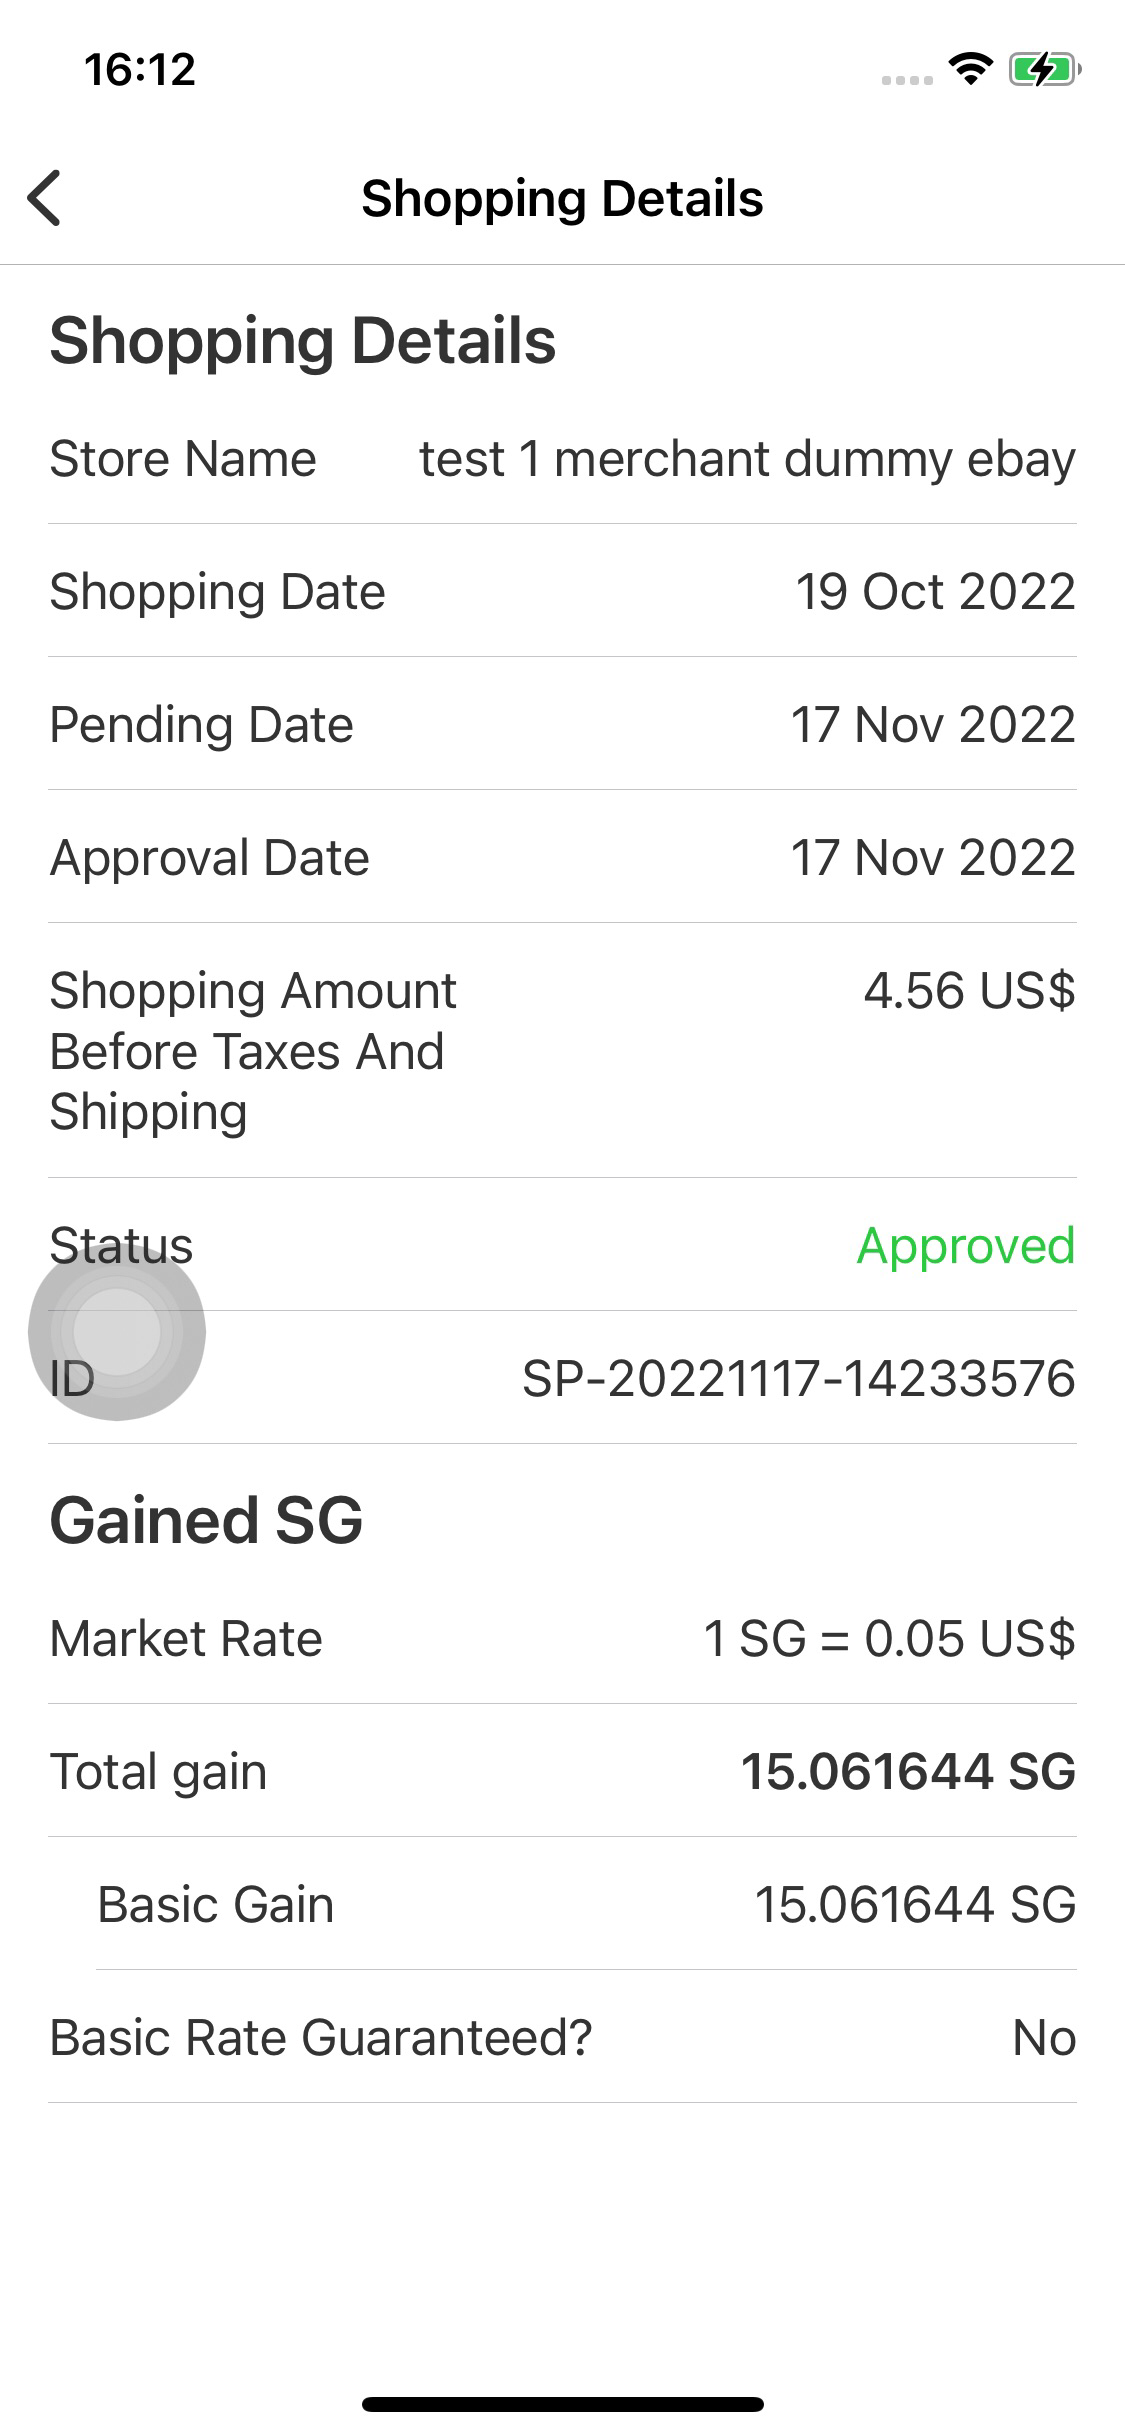 16:12
Shopping Details
Shopping Details
Store Name test 1 merchant dummy ebay
Shopping Date 19 Oct 2022
Pending Date 17 Nov 2022
Approval Date 17 Nov 2022
Shopping Amount 4.56 US$
Before Taxes And
Shipping
Status Approved
ID SP-20221117-14233576
Gained SG
Market Rate 1 SG = 0.05 US$
Total gain 15.061644 SG
Basic Gain 15.061644 SG
Basic Rate Guaranteed? No